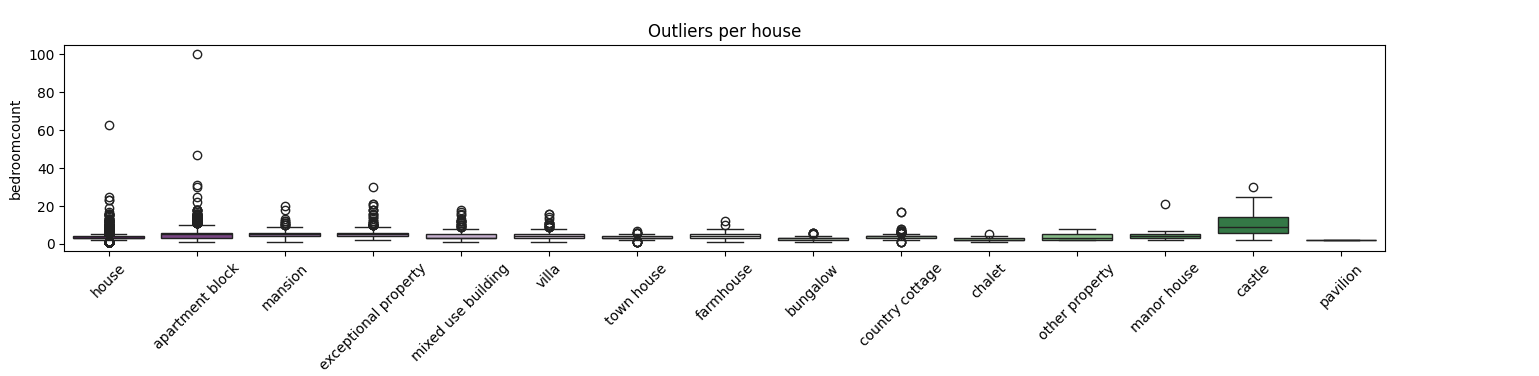 Outliers per house
bedroomcount
100
80
60
40
20
0
house
apartment block
mansion
exceptional property
mixed use building
villa
town house
farmhouse
bungalow
country cottage
chalet
other property
manor house
castle
pavilion